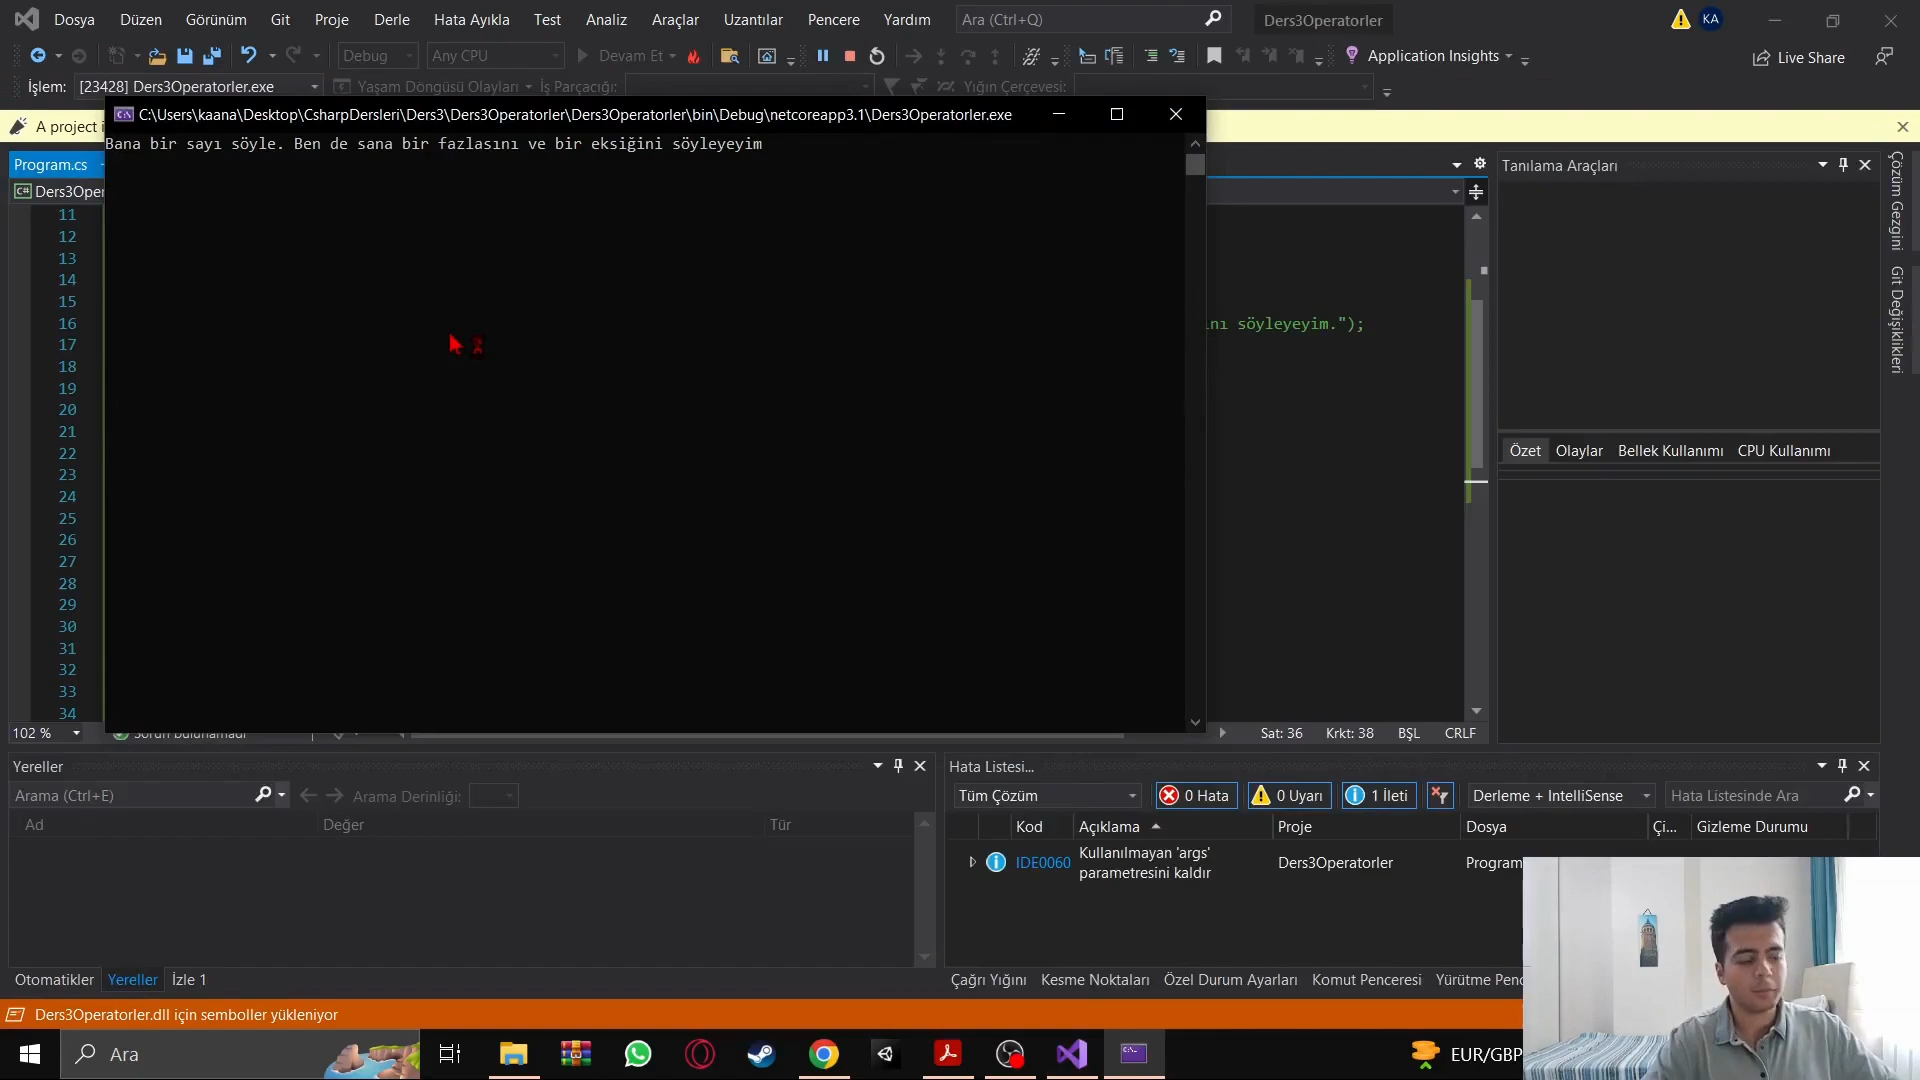 Dosya Düzen Görünüm Git Proje Derle Hata Ayıkla Test Analiz Araçlar Uzantılar Pencere Yardım Ara (Ctrl+Q) Ders3Operatorler KA
Debug Any CPU Devam Et Application Insights Live Share
İşlem: [23428] Ders3Operatorler.exe Yaşam Döngüsü Olayları İş Parçacığı: Yığın Çerçevesi:
A project i
C:\Users\kaana\Desktop\CsharpDersleri\Ders3\Ders3Operatorler\Ders3Operatorler\bin\Debug\netcoreapp3.1\Ders3Operatorler.exe
Bana bir sayı söyle. Ben de sana bir fazlasını ve bir eksiğini söyleyeyim
Program.cs
Ders3Oper
Tanılama Araçları
Çözüm Gezgini
Git Değişiklikleri
11
12
13
14
15
16
ını söyleyeyim.");
17
18
19
20
21
22
23
24
25
26
27
28
29
30
31
32
33
34
Özet Olaylar Bellek Kullanımı CPU Kullanımı
102 % Sorun bulunamadı Sat: 36 Krkt: 38 BŞL CRLF
Yereller
Arama (Ctrl+E) Arama Derinliği:
Ad Değer Tür
Otomatikler Yereller İzle 1
Hata Listesi...
Tüm Çözüm 0 Hata 0 Uyarı 1 İleti Derleme + IntelliSense Hata Listesinde Ara
Kod Açıklama Proje Dosya Çi... Gizleme Durumu
IDE0060 Kullanılmayan 'args' Ders3Operatorler Program
parametresini kaldır
Çağrı Yığını Kesme Noktaları Özel Durum Ayarları Komut Penceresi Yürütme Penc
Ders3Operatorler.dll için semboller yükleniyor
Ara
EUR/GBP